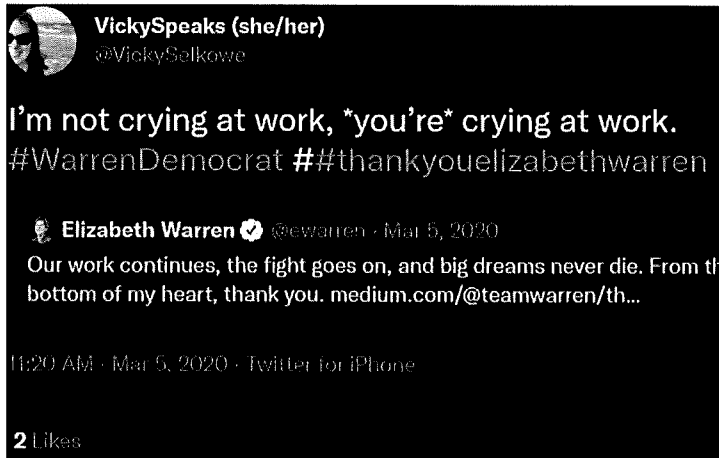 VickySpeaks (she/her)
@VickySelkowe
I'm not crying at work, *you're* crying at work.
#WarrenDemocrat ##thankyouelizabethwarren
Elizabeth Warren @ewarren · Mar 5, 2020
Our work continues, the fight goes on, and big dreams never die. From th
bottom of my heart, thank you. medium.com/@teamwarren/th...
11:20 AM · Mar 5, 2020 · Twitter for iPhone
2 Likes